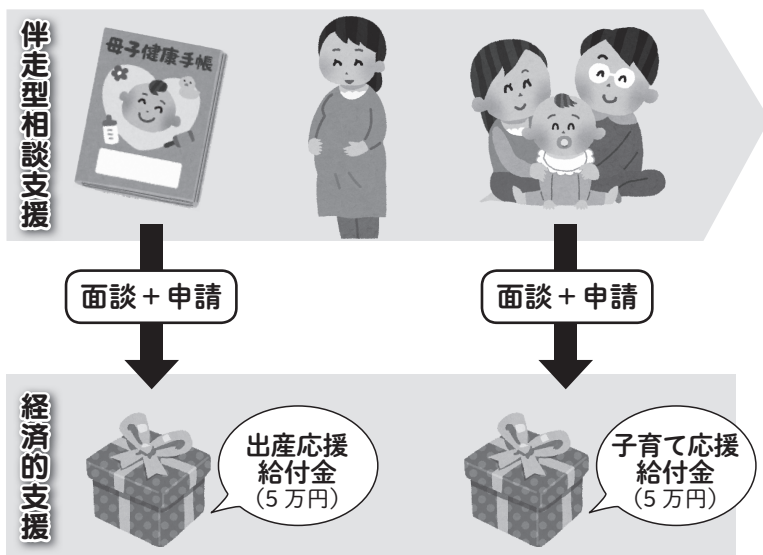 伴走型相談支援
母子健康手帳
面談+申請
面談+申請
経済的支援
出産応援
給付金
(5万円)
子育て応援
給付金
(5万円)